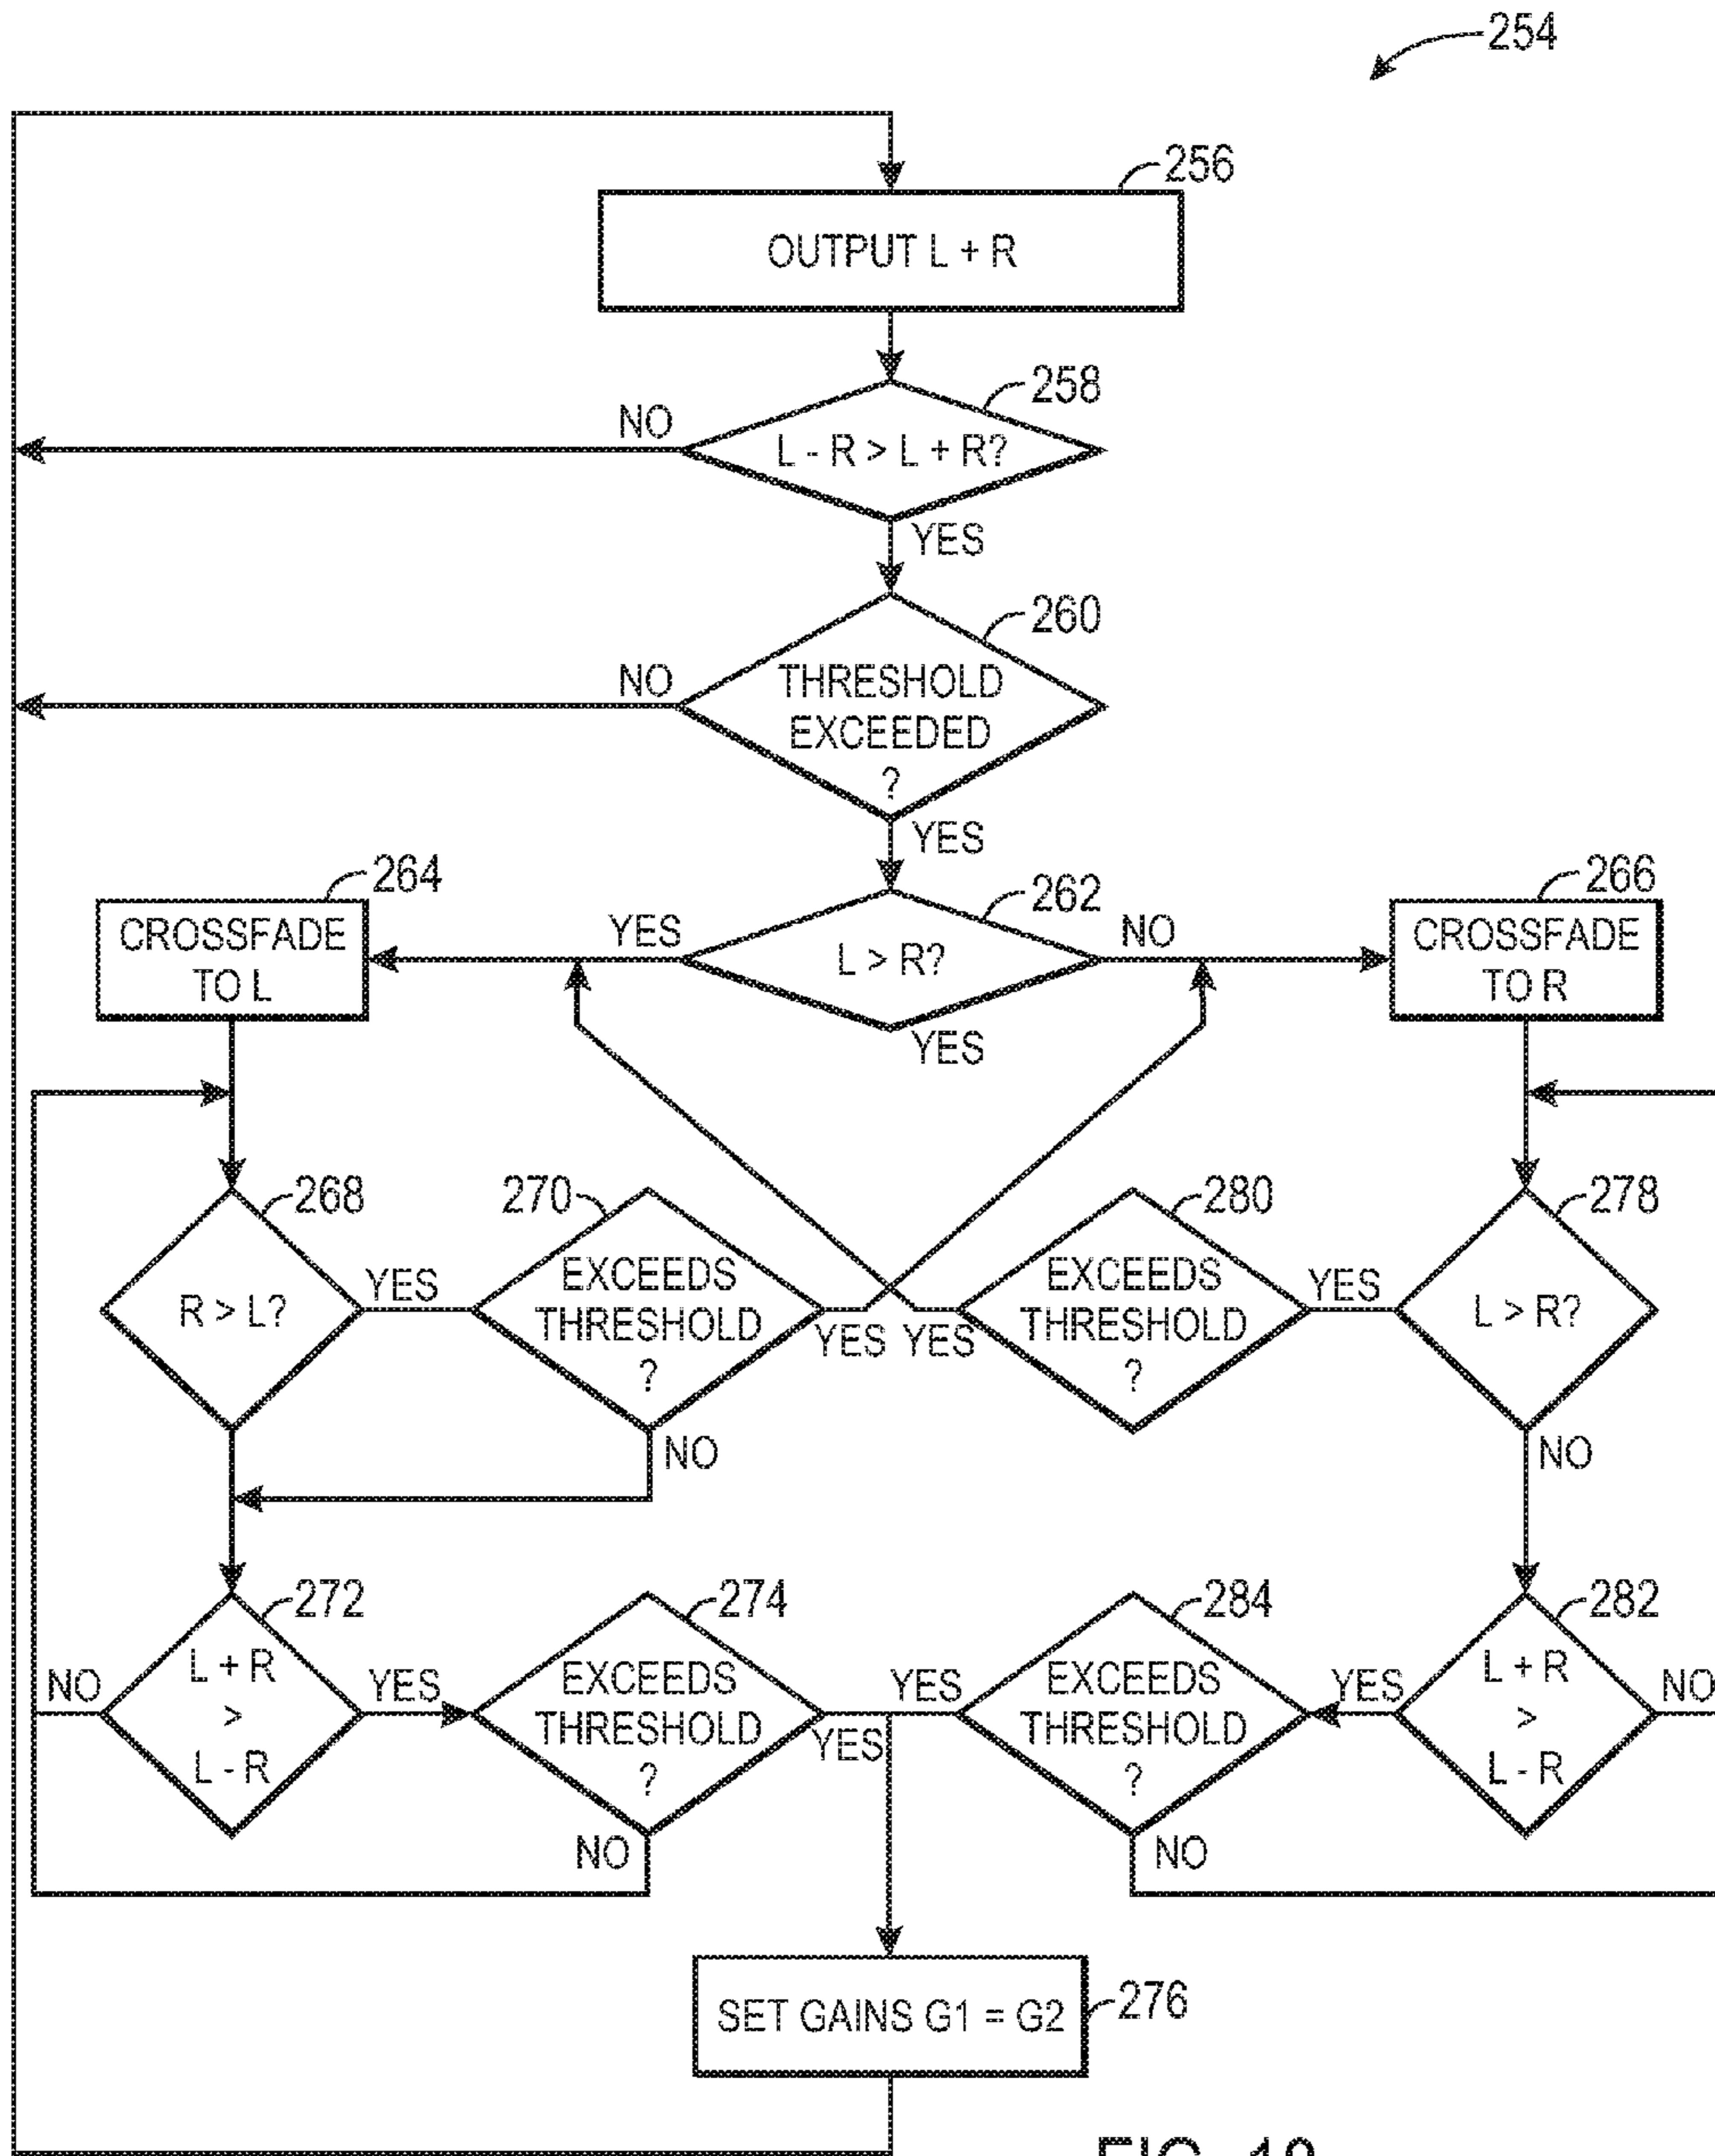 254
256
OUTPUT L + R
258
NO
L - R > L + R?
YES
260
NO
THRESHOLD
EXCEEDED
?
YES
264
262
266
CROSSFADE
TO L
YES
L > R?
NO
CROSSFADE
TO R
YES
268
270
280
278
R > L?
YES
EXCEEDS
THRESHOLD
?
YES
YES
EXCEEDS
THRESHOLD
?
YES
L > R?
NO
NO
272
274
284
282
NO
L + R
>
L - R
YES
EXCEEDS
THRESHOLD
?
YES
YES
EXCEEDS
THRESHOLD
?
YES
L + R
>
L - R
NO
NO
NO
SET GAINS G1 = G2
276